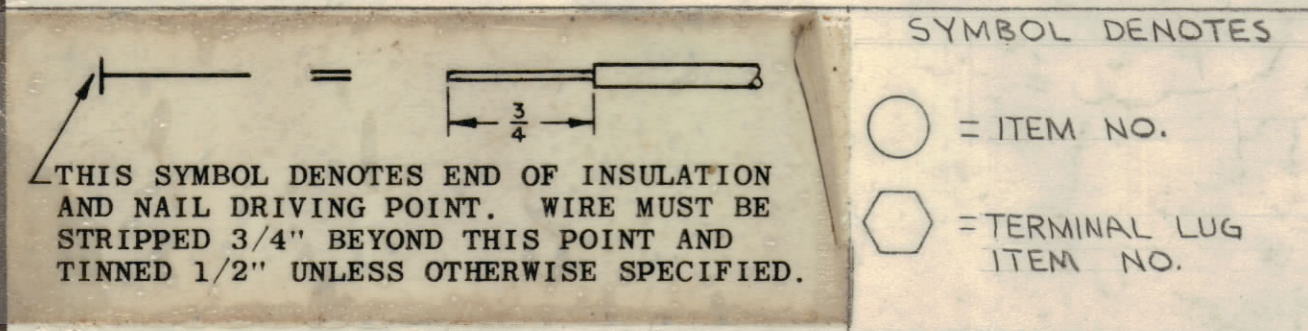 3/4
THIS SYMBOL DENOTES END OF INSULATION
AND NAIL DRIVING POINT. WIRE MUST BE
STRIPPED 3/4" BEYOND THIS POINT AND
TINNED 1/2" UNLESS OTHERWISE SPECIFIED.
SYMBOL DENOTES
= ITEM NO.
= TERMINAL LUG
ITEM NO.